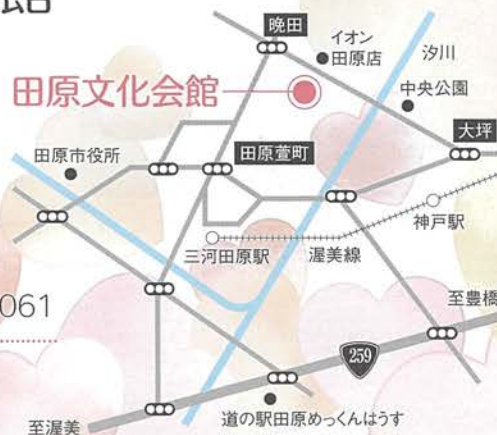 晩田
イオン
田原店
汐川
田原文化会館
中央公園
大坪
田原市役所
田原萱町
神戸駅
三河田原駅
渥美線
061
至豊橋
259
道の駅田原めっくんはうす
至渥美